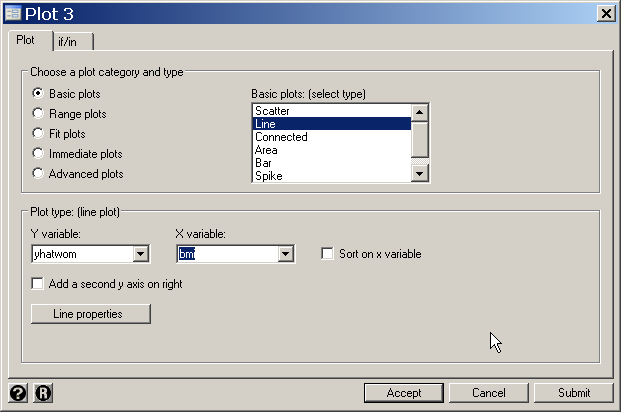 Plot 3
Plot if/in
Choose a plot category and type
Basic plots
Range plots
Fit plots
Immediate plots
Advanced plots
Basic plots: (select type)
Scatter
Line
Connected
Area
Bar
Spike
Plot type: (line plot)
Y variable:
yhatwom
X variable:
bmi
Sort on x variable
Add a second y axis on right
Line properties
? R
Accept Cancel Submit